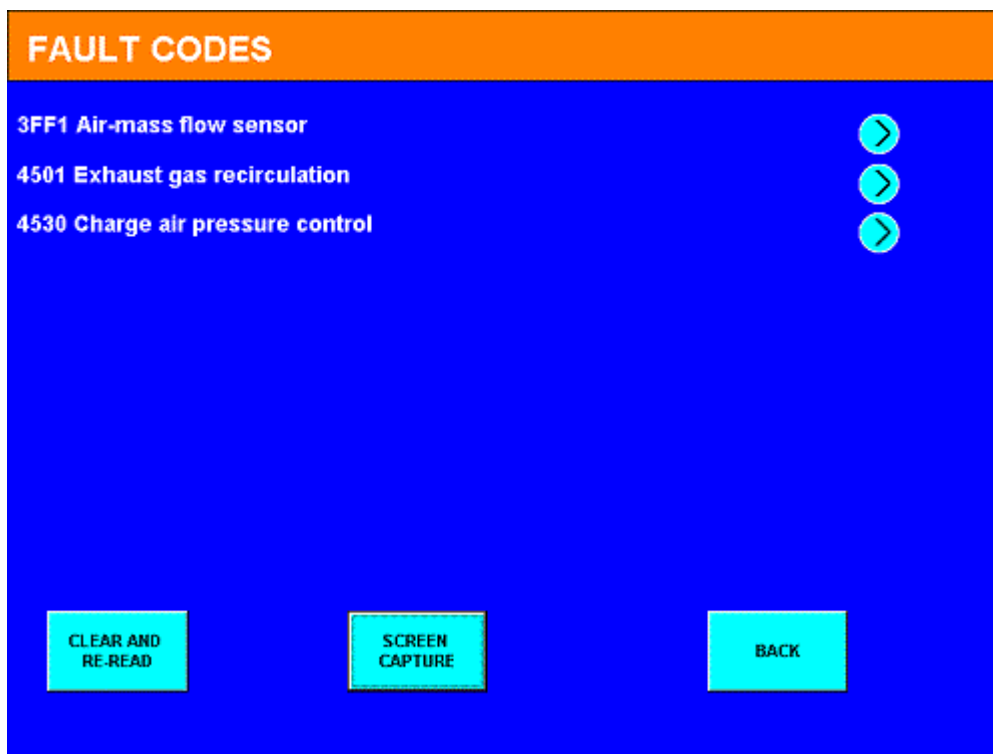 FAULT CODES
3FF1 Air-mass flow sensor
4501 Exhaust gas recirculation
4530 Charge air pressure control
CLEAR AND
RE-READ
SCREEN
CAPTURE
BACK